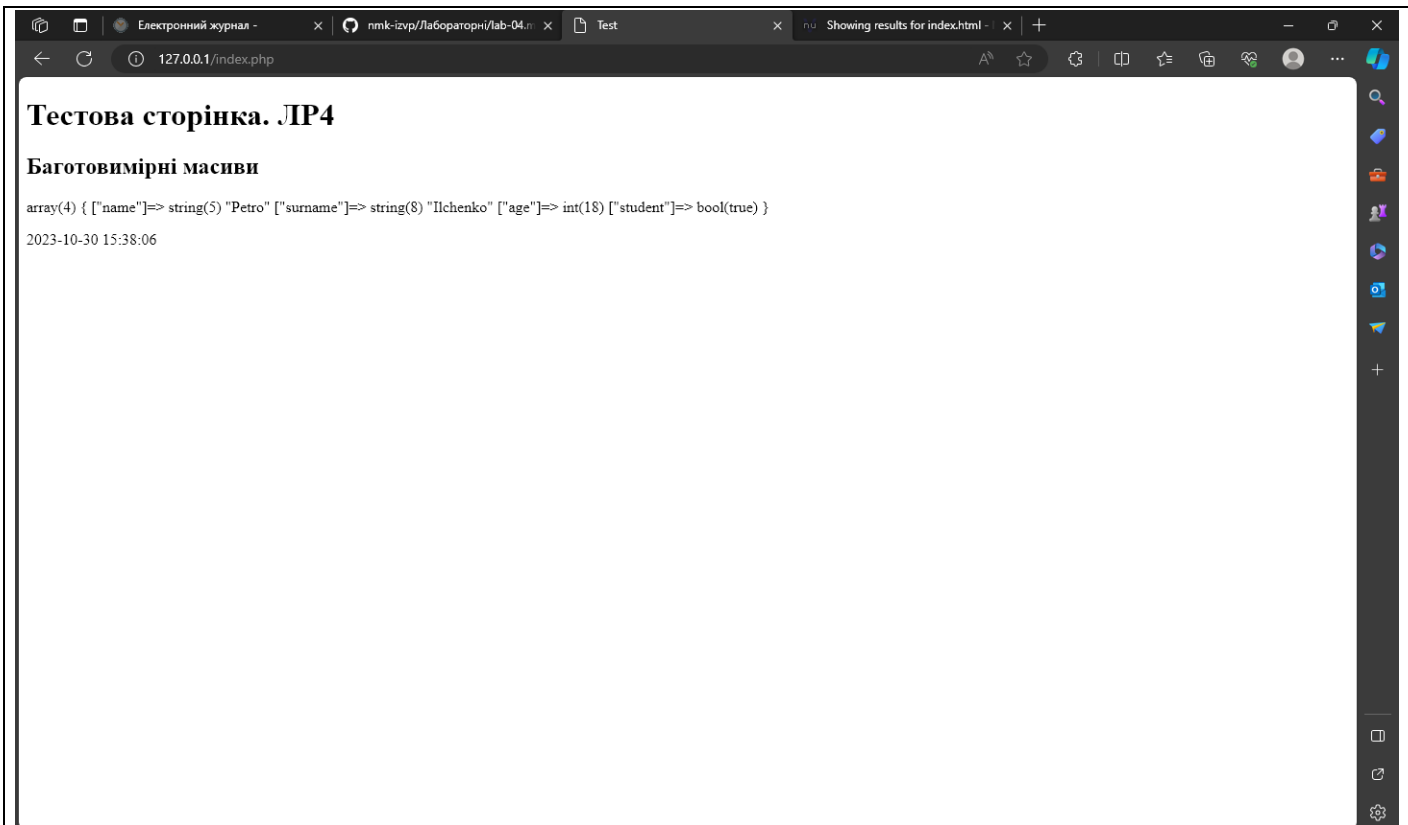 Електронний журнал -
nmk-izvp/Лабораторні/lab-04.m
Test
nu Showing results for index.html -
127.0.0.1/index.php
Тестова сторінка. ЛР4
Баготовимірні масиви
array(4) { ["name"]=> string(5) "Petro" ["surname"]=> string(8) "Ilchenko" ["age"]=> int(18) ["student"]=> bool(true) }
2023-10-30 15:38:06